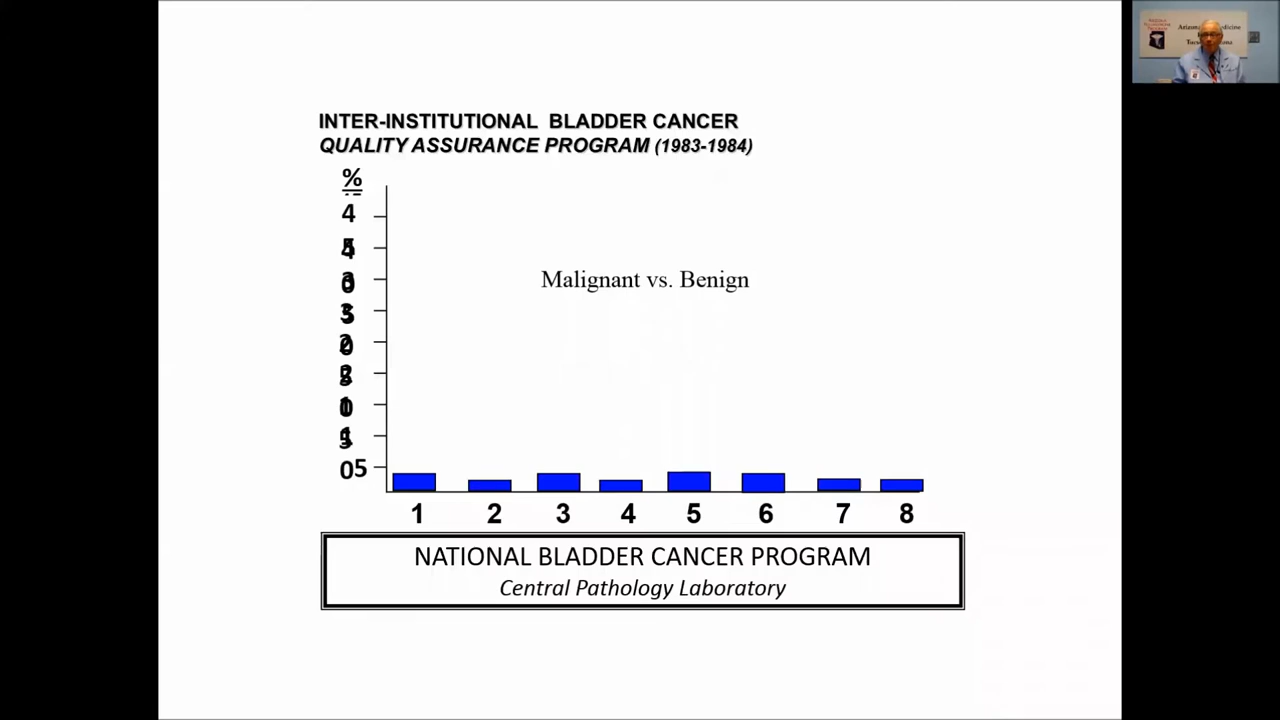 INTER-INSTITUTIONAL BLADDER CANCER
QUALITY ASSURANCE PROGRAM (1983-1984)
%
4
05
Malignant vs. Benign
1 2 3 4 5 6 7 8
NATIONAL BLADDER CANCER PROGRAM
Central Pathology Laboratory